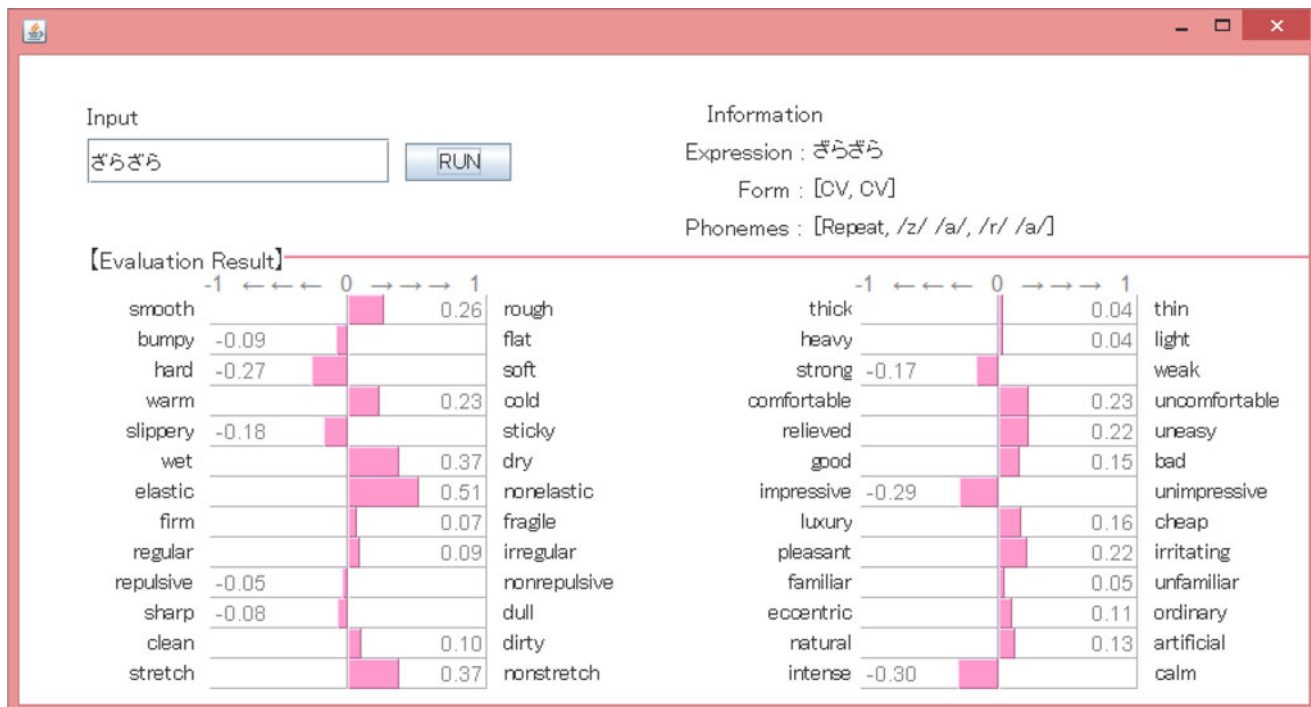 Input
ざらざら
RUN
Information
Expression : ざらざら
Form : [CV, CV]
Phonemes : [Repeat, /z/ /a/, /r/ /a/]
【Evaluation Result】
-1 ← ← ← 0 → → → 1
smooth 0.26 rough
bumpy -0.09 flat
hard -0.27 soft
warm 0.23 cold
slippery -0.18 sticky
wet 0.37 dry
elastic 0.51 nonelastic
firm 0.07 fragile
regular 0.09 irregular
repulsive -0.05 nonrepulsive
sharp -0.08 dull
clean 0.10 dirty
stretch 0.37 nonstretch
-1 ← ← ← 0 → → → 1
thick 0.04 thin
heavy 0.04 light
strong -0.17 weak
comfortable 0.23 uncomfortable
relieved 0.22 uneasy
good 0.15 bad
impressive -0.29 unimpressive
luxury 0.16 cheap
pleasant 0.22 irritating
familiar 0.05 unfamiliar
eccentric 0.11 ordinary
natural 0.13 artificial
intense -0.30 calm